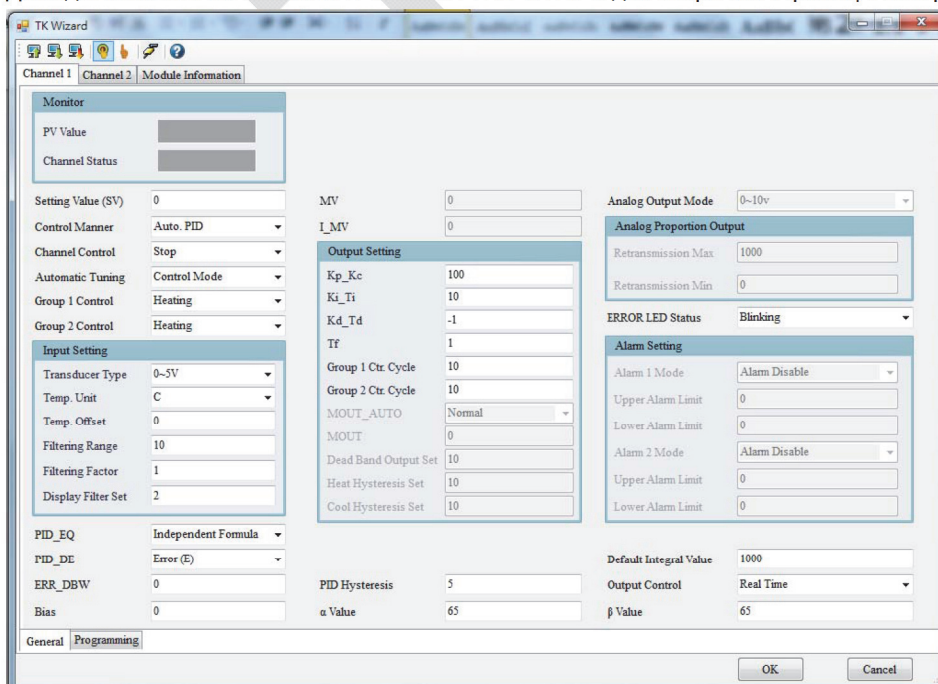 TK Wizard
Channel 1 Channel 2 Module Information
Monitor
PV Value
Channel Status
Setting Value (SV) 0
Control Manner Auto. PID
Channel Control Stop
Automatic Tuning Control Mode
Group 1 Control Heating
Group 2 Control Heating
Input Setting
Transducer Type 0~5V
Temp. Unit C
Temp. Offset 0
Filtering Range 10
Filtering Factor 1
Display Filter Set 2
PID_EQ Independent Formula
PID_DE Error (E)
ERR_DBW 0
Bias 0
MV 0
I_MV 0
Output Setting
Kp_Kc 100
Ki_Ti 10
Kd_Td -1
Tf 1
Group 1 Ctr. Cycle 10
Group 2 Ctr. Cycle 10
MOUT_AUTO Normal
MOUT 0
Dead Band Output Set 10
Heat Hysteresis Set 10
Cool Hysteresis Set 10
PID Hysteresis 5
α Value 65
Analog Output Mode 0~10v
Analog Proportion Output
Retransmission Max 1000
Retransmission Min 0
ERROR LED Status Blinking
Alarm Setting
Alarm 1 Mode Alarm Disable
Upper Alarm Limit 0
Lower Alarm Limit 0
Alarm 2 Mode Alarm Disable
Upper Alarm Limit 0
Lower Alarm Limit 0
Default Integral Value 1000
Output Control Real Time
β Value 65
General Programming
OK Cancel